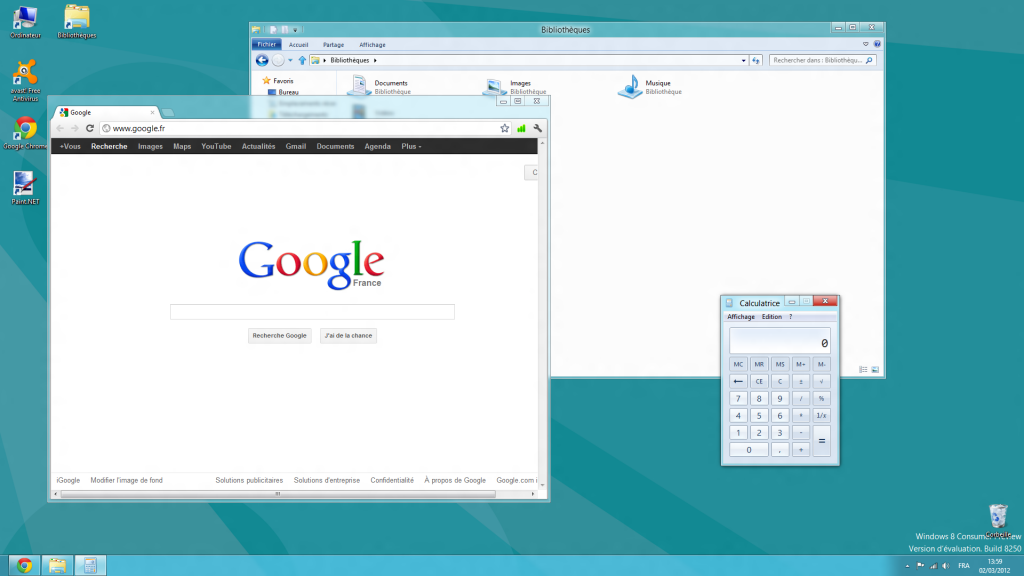 Ordinateur
Bibliothèques
avast! Free
Antivirus
Google Chrome
Paint.NET
Bibliothèques
Fichier Accueil Partage Affichage
Bibliothèques
Rechercher dans : Bibliothèqu...
Favoris
Bureau
Documents
Bibliothèque
Images
Bibliothèque
Musique
Bibliothèque
Google
www.google.fr
+Vous Recherche Images Maps YouTube Actualités Gmail Documents Agenda Plus
C
Google
France
Recherche Google J'ai de la chance
iGoogle Modifier l'image de fond Solutions publicitaires Solutions d'entreprise Confidentialité À propos de Google Google.com i
Calculatrice
Affichage Edition ?
0
MC MR MS M+ M-
← CE C ± √
7 8 9 / %
4 5 6 * 1/x
1 2 3 - =
0 , +
Windows 8 Consumer Preview
Version d'évaluation. Build 8250
FRA
13:59
02/03/2012